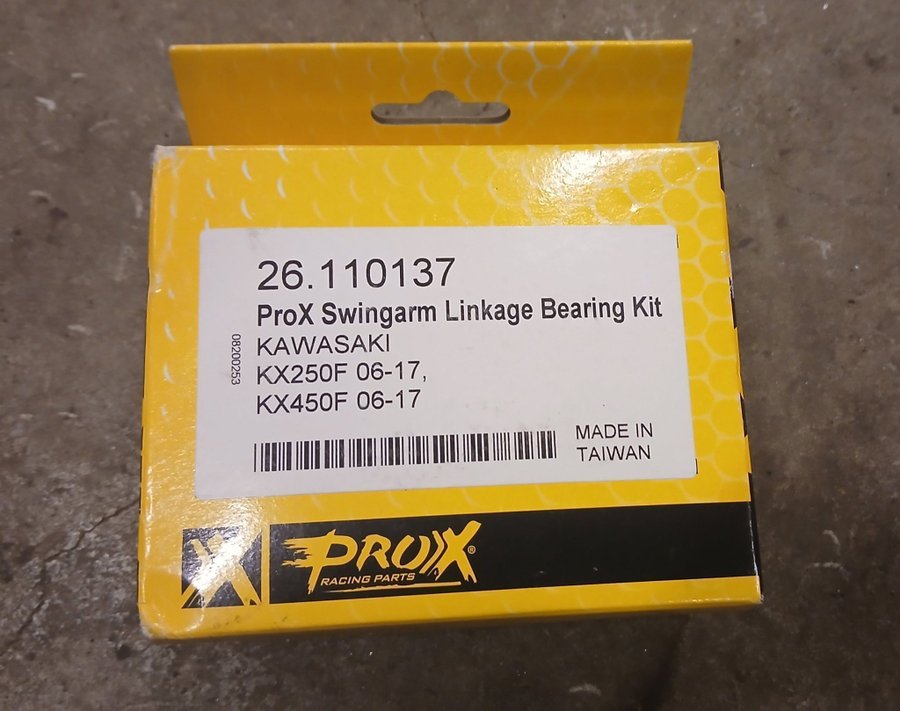 26.110137
ProX Swingarm Linkage Bearing Kit
KAWASAKI
KX250F 06-17,
KX450F 06-17
08200253
MADE IN
TAIWAN
PROX®
RACING PARTS